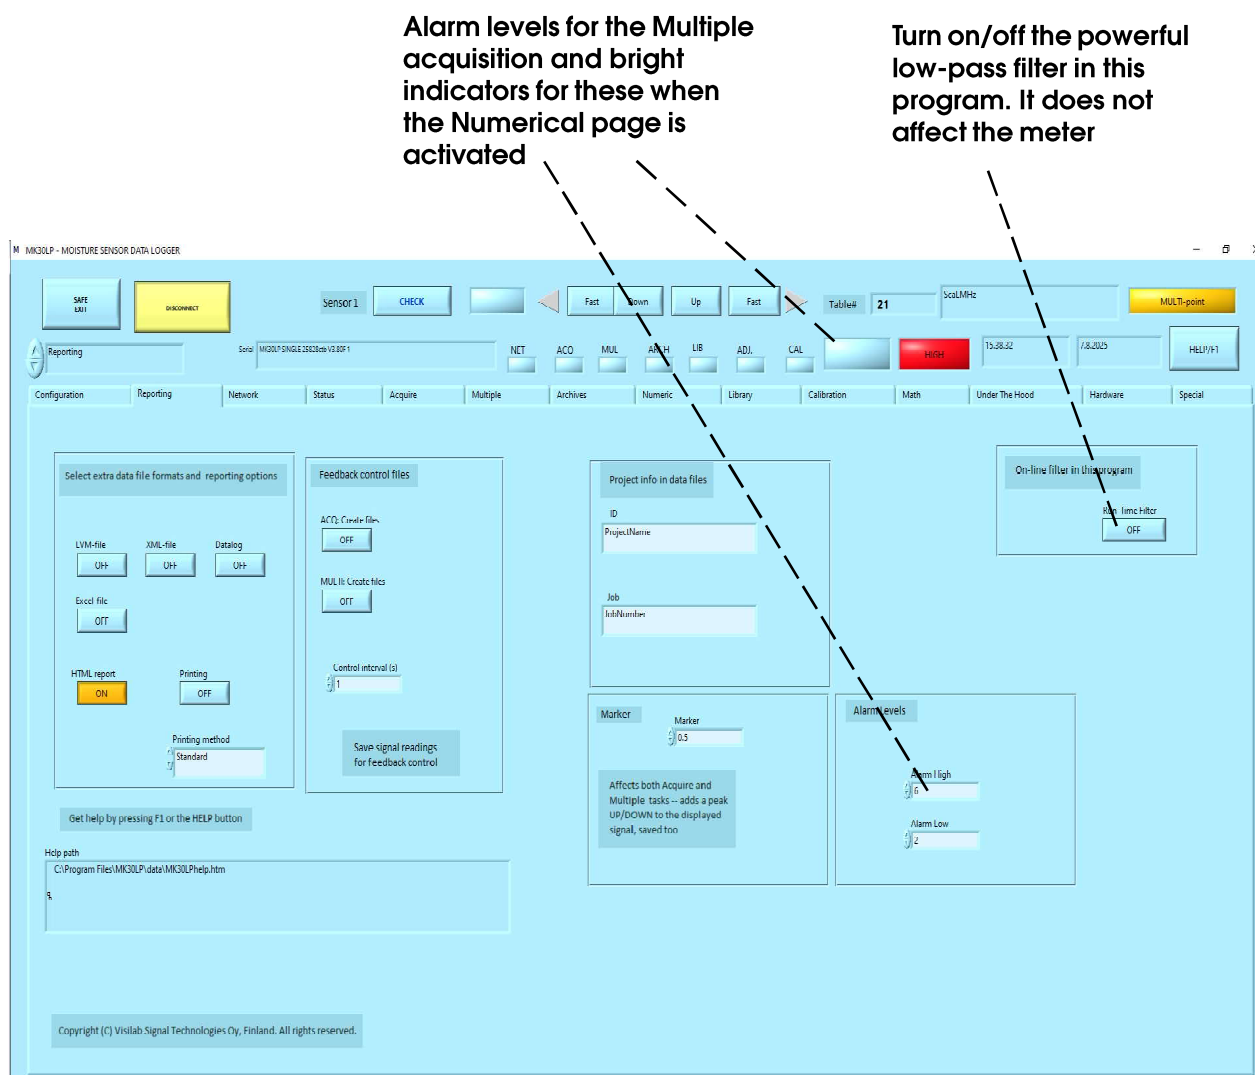 Alarm levels for the Multiple
acquisition and bright
indicators for these when
the Numerical page is
activated
Turn on/off the powerful
low-pass filter in this
program. It does not
affect the meter
M MK30LP - MOISTURE SENSOR DATA LOGGER
SAFE
EXIT
DISCONNECT
Sensor 1
CHECK
Fast
Down
Up
Fast
Table#
21
ScaLMHz
MULTI-point
Reporting
Serial
MK30LP SINGLE 25828ctb V3.80F 1
NET
ACQ
MUL
ARCH
LIB
ADJ.
CAL
HIGH
15.38.32
7.8.2025
HELP/F1
Configuration
Reporting
Network
Status
Acquire
Multiple
Archives
Numeric
Library
Calibration
Math
Under The Hood
Hardware
Special
Select extra data file formats and reporting options
LVM-file
XML-file
Datalog
OFF
OFF
OFF
Excel file
OFF
HTML report
Printing
ON
OFF
Printing method
Standard
Feedback control files
ACQ: Create files
OFF
MULTI: Create files
OFF
Control interval (s)
1
Save signal readings
for feedback control
Project info in data files
ID
ProjectName
Job
JobNumber
On-line filter in this program
Run Time Filter
OFF
Marker
Marker
0.5
Affects both Acquire and
Multiple tasks -- adds a peak
UP/DOWN to the displayed
signal, saved too
Alarm Levels
Alarm High
6
Alarm Low
2
Get help by pressing F1 or the HELP button
Help path
C:\Program Files\MK30LP\data\MK30LPhelp.htm
Copyright (C) Visilab Signal Technologies Oy, Finland. All rights reserved.